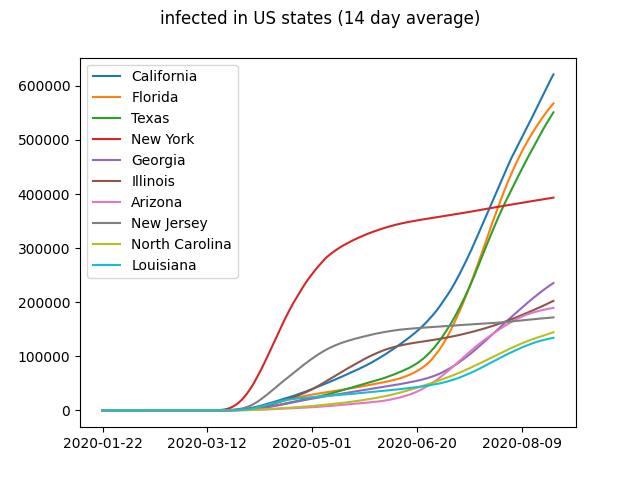 infected in US states (14 day average)
California
Florida
Texas
New York
Georgia
Illinois
Arizona
New Jersey
North Carolina
Louisiana
600000
500000
400000
300000
200000
100000
0
2020-01-22 2020-03-12 2020-05-01 2020-06-20 2020-08-09